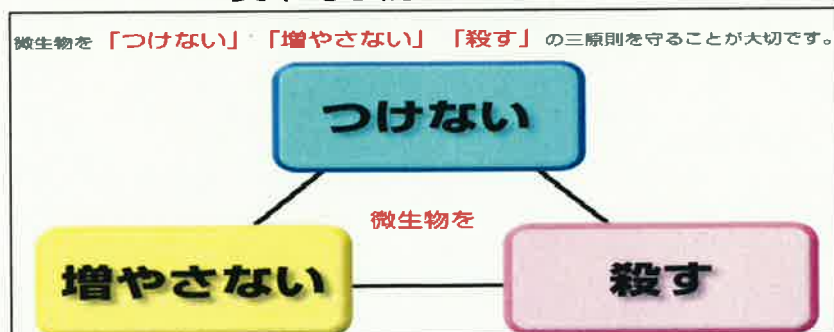 微生物を「つけない」「増やさない」「殺す」の三原則を守ることが大切です。
つけない
微生物を
増やさない
殺す